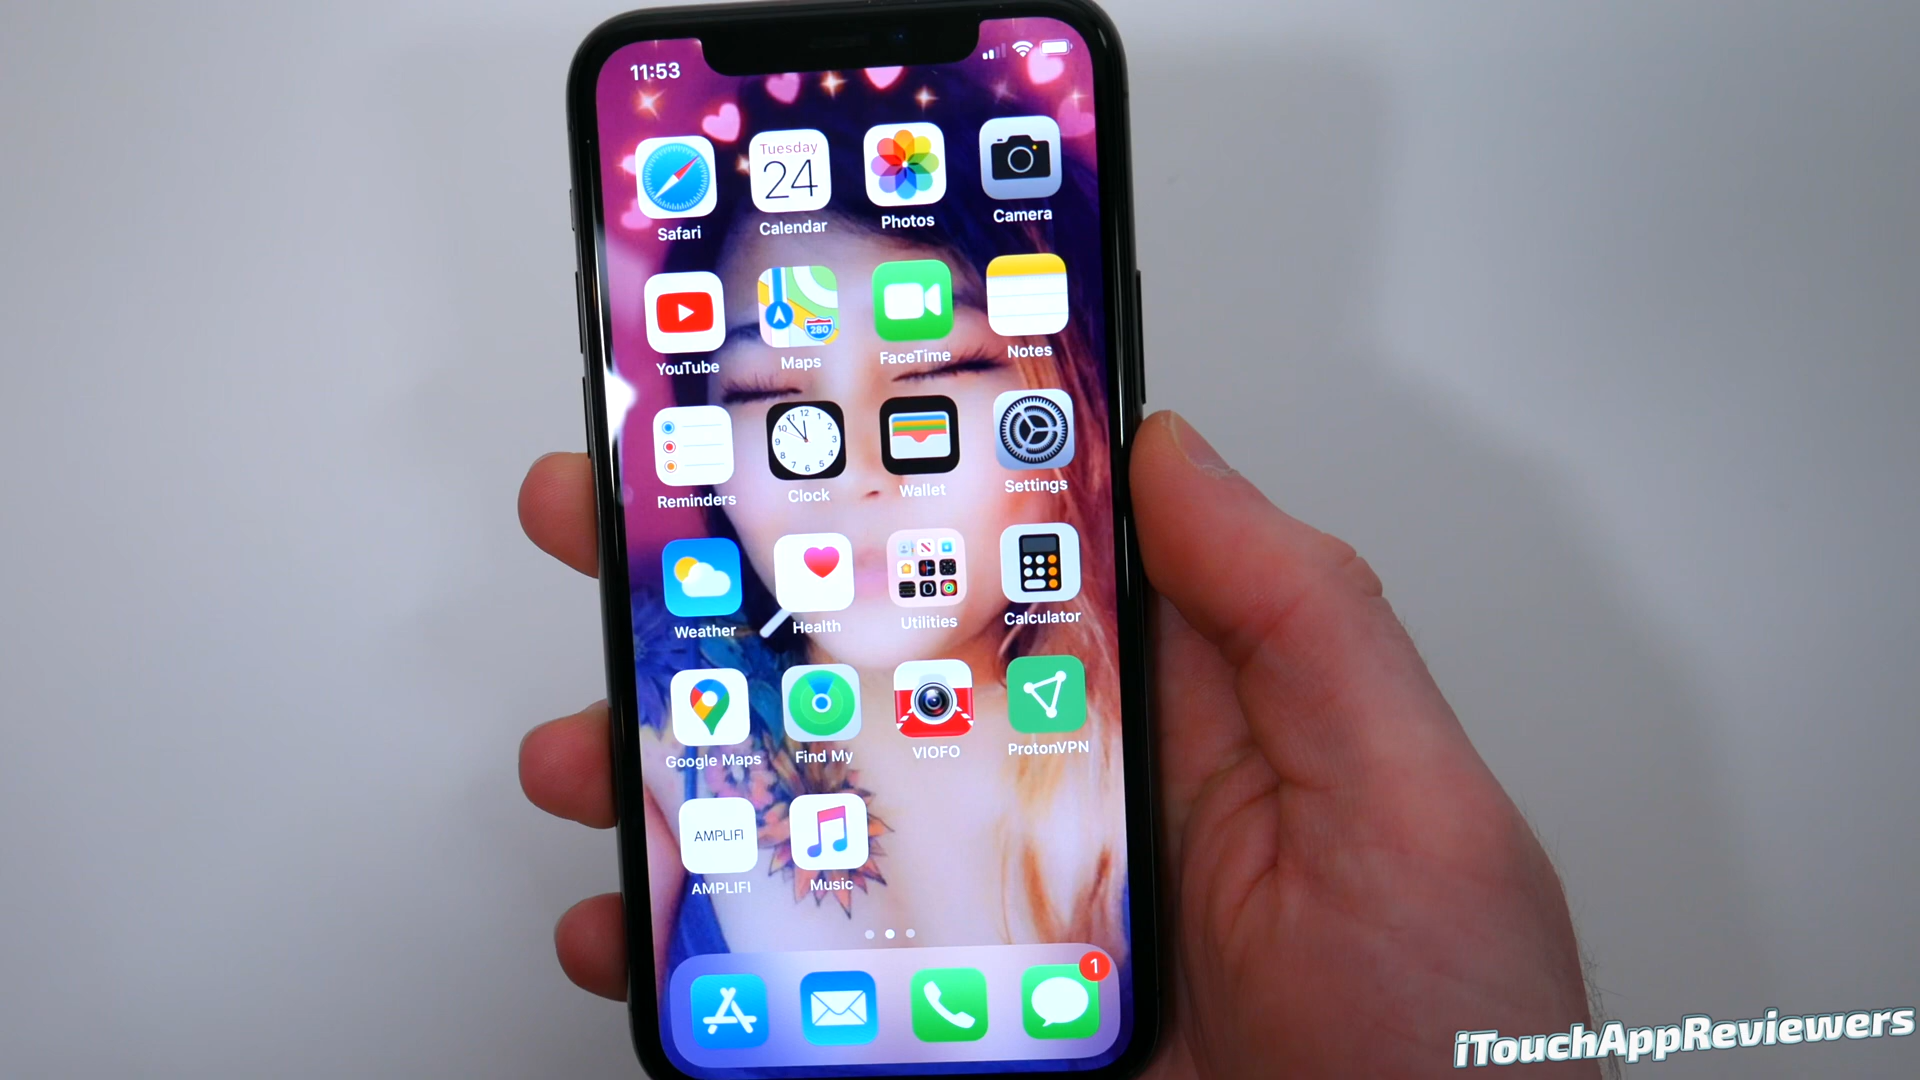 11:53
Tuesday
24
Safari
Calendar
Photos
Camera
280
YouTube
Maps
FaceTime
Notes
Reminders
Clock
Wallet
Settings
Weather
Health
Utilities
Calculator
Google Maps
Find My
VIOFO
ProtonVPN
AMPLIFI
AMPLIFI
Music
1
iTouchAppReviewers